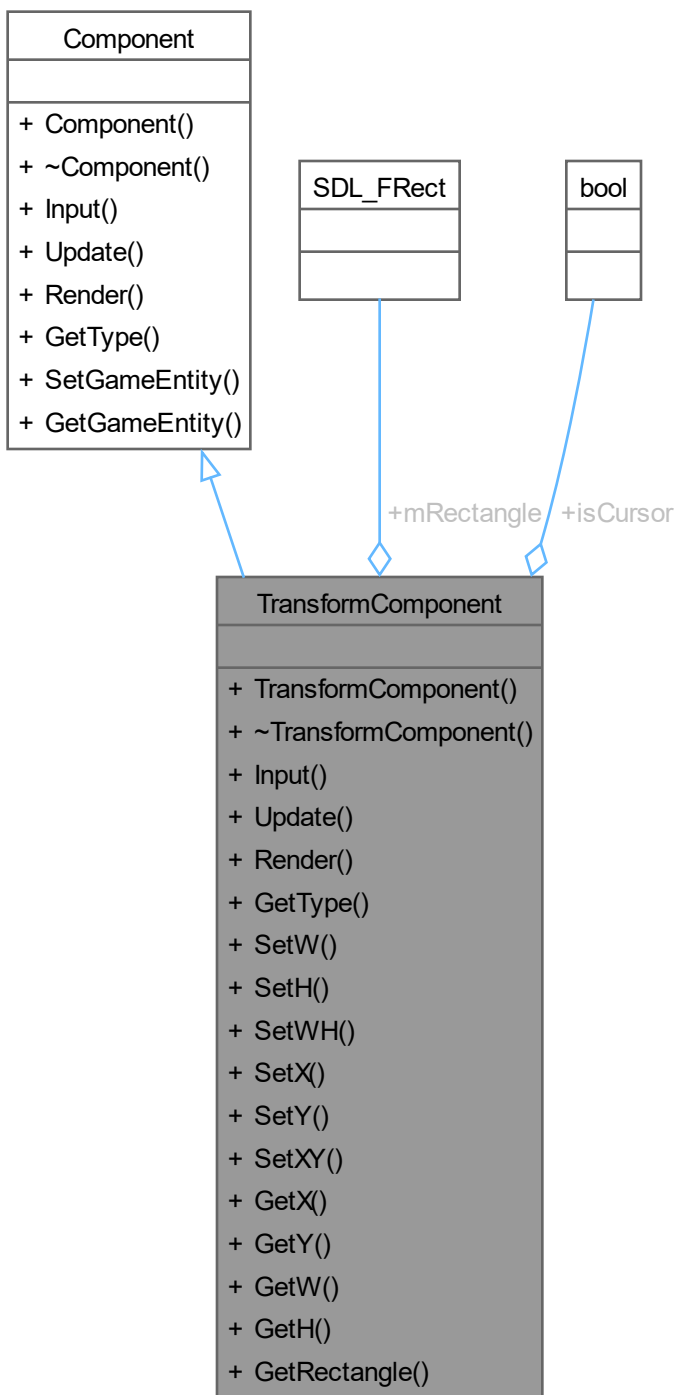 Component
+ Component()
+ ~Component()
+ Input()
+ Update()
+ Render()
+ GetType()
+ SetGameEntity()
+ GetGameEntity()
SDL_FRect
bool
+mRectangle
+isCursor
TransformComponent
+ TransformComponent()
+ ~TransformComponent()
+ Input()
+ Update()
+ Render()
+ GetType()
+ SetW()
+ SetH()
+ SetWH()
+ SetX()
+ SetY()
+ SetXY()
+ GetX()
+ GetY()
+ GetW()
+ GetH()
+ GetRectangle()